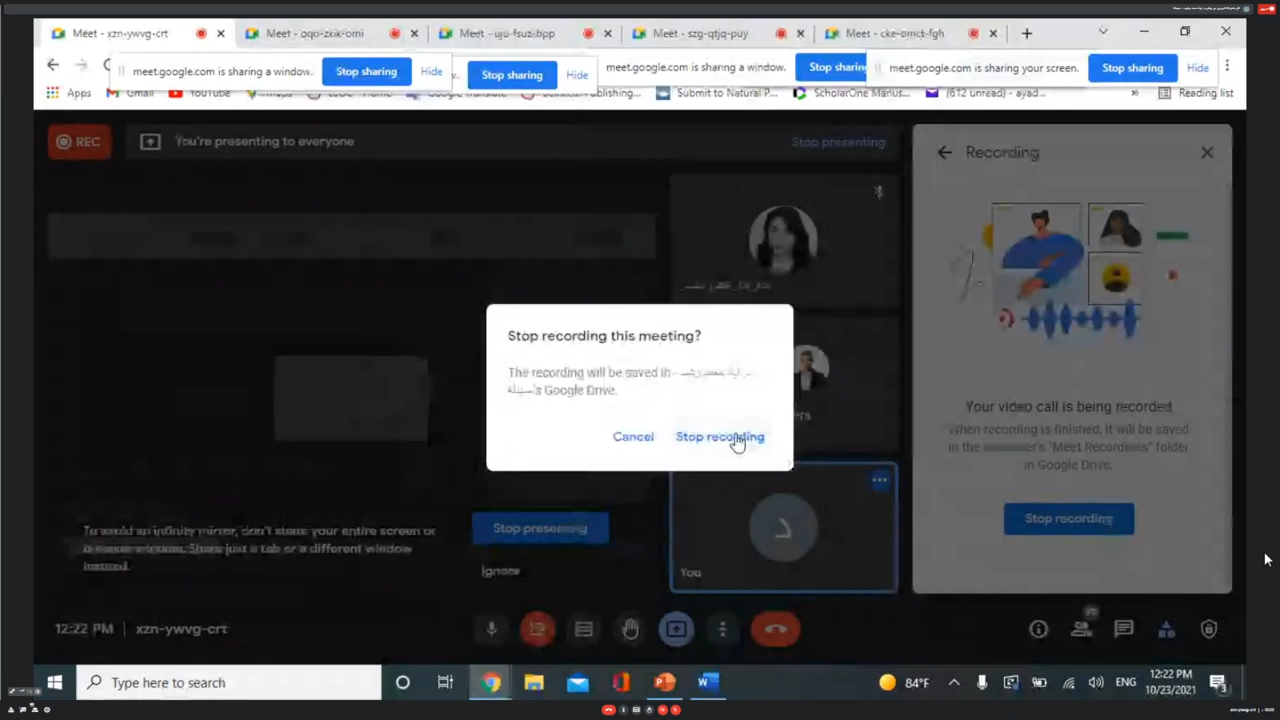 Meet - xzn-ywvg-crt
Meet - oqo-zxik-omi
Meet - uju-fsuz-bpp
Meet - szg-qtjq-puy
Meet - cke-omct-fgh
meet.google.com is sharing a window.
Stop sharing
Hide
Stop sharing
Hide
meet.google.com is sharing a window.
Stop sharin
meet.google.com is sharing your screen.
Stop sharing
Hide
Apps
Gmail
YouTube
Maps
Google Translate
Submit to Natural P...
ScholarOne Manus...
(612 unread) - ayad...
»
Reading list
REC
You're presenting to everyone
Stop presenting
Recording
Stop recording this meeting?
The recording will be saved in
's Google Drive.
Cancel
Stop recording
Your video call is being recorded
When recording is finished, it will be saved
in the "Meet Recordings" folder
in Google Drive.
Stop recording
To avoid an infinity mirror, don't share your entire screen or
Share just a tab or a different window
instead.
Stop presenting
Ignore
د
You
12:22 PM | xzn-ywvg-crt
Type here to search
84°F
ENG
12:22 PM
10/23/2021
3